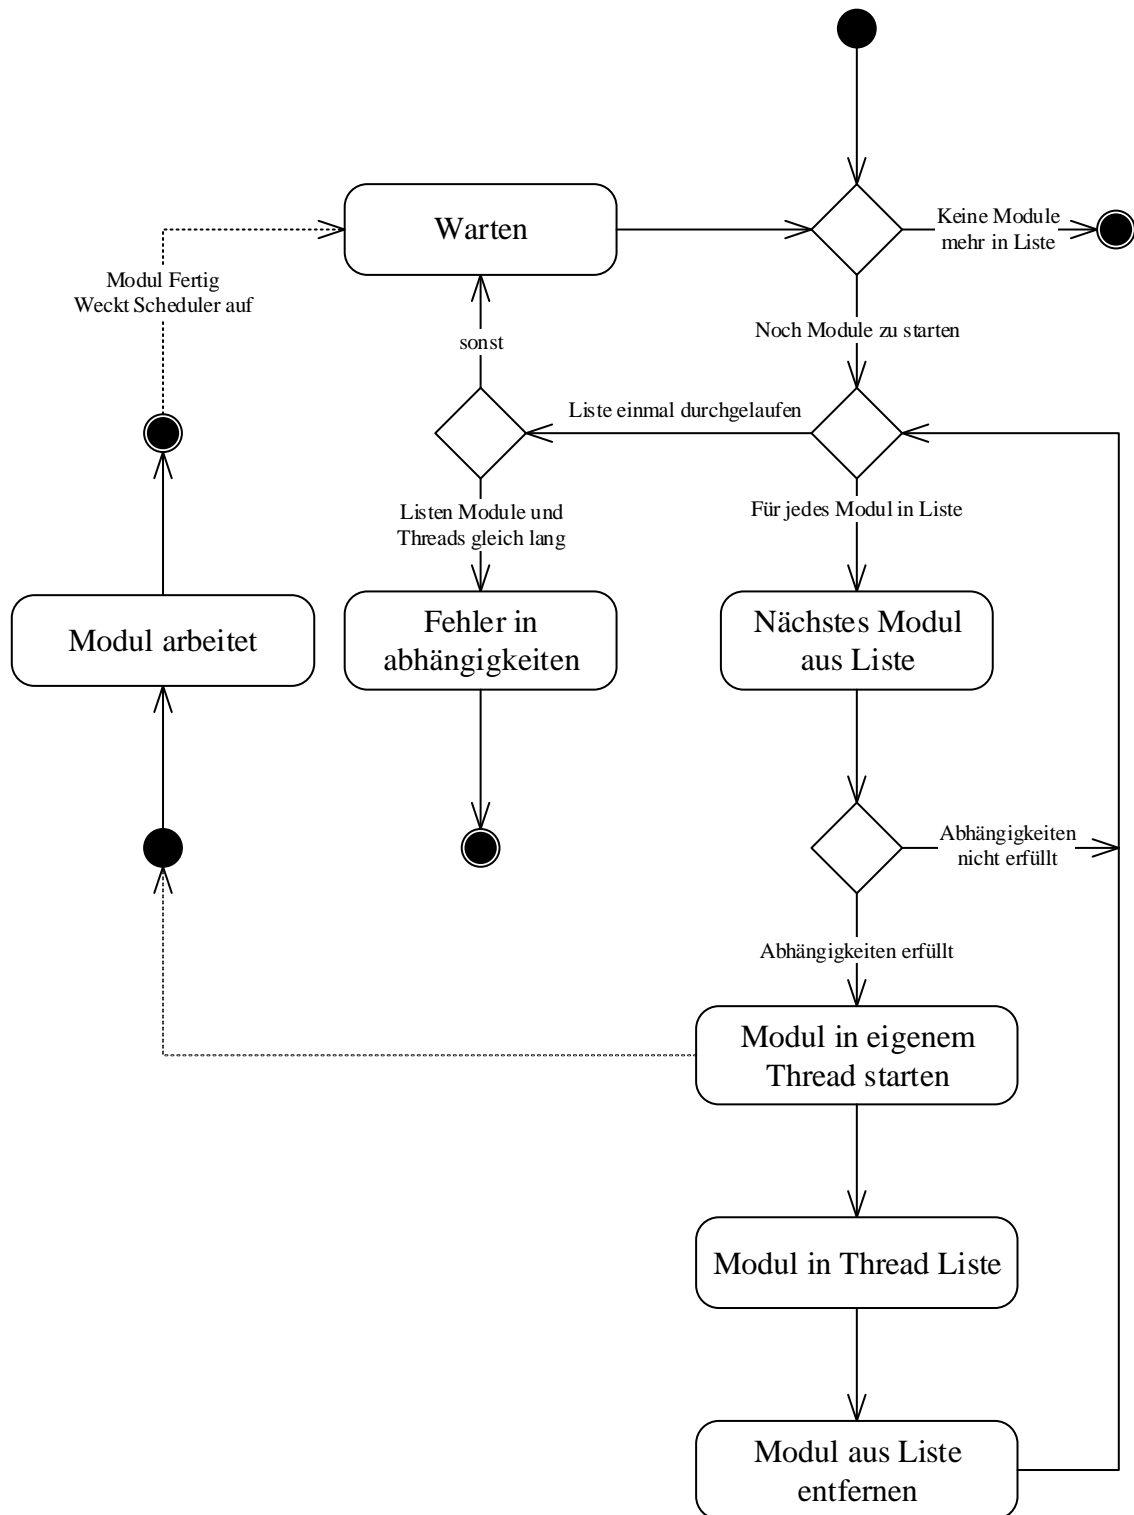 Warten
Keine Module
mehr in Liste
Modul Fertig
Weckt Scheduler auf
Noch Module zu starten
sonst
Liste einmal durchgelaufen
Listen Module und
Threads gleich lang
Für jedes Modul in Liste
Modul arbeitet
Fehler in
abhängigkeiten
Nächstes Modul
aus Liste
Abhängigkeiten
nicht erfüllt
Abhängigkeiten erfüllt
Modul in eigenem
Thread starten
Modul in Thread Liste
Modul aus Liste
entfernen